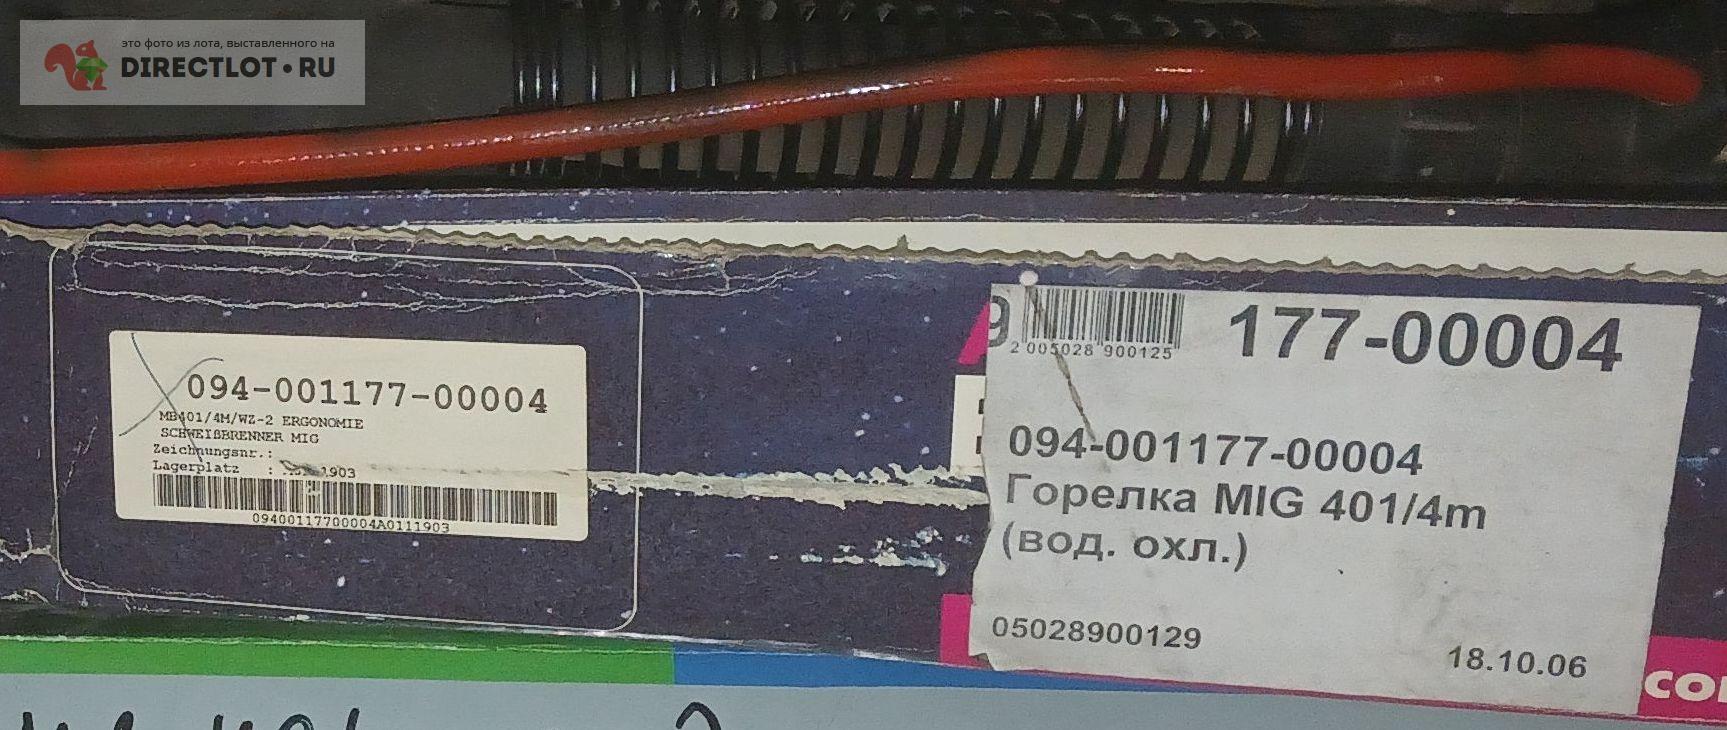 это фото из лота, выставленного на
DIRECTLOT•RU
094-001177-00004
MB401/4M/WZ-2 ERGONOMIE
SCHWEIßBRENNER MIG
Zeichnungsnr.:
Lagerplatz : 1903
09400117700004A0111903
9
2 005028 900125
177-00004
094-001177-00004
Горелка MIG 401/4m
(вод. охл.)
05028900129
18.10.06